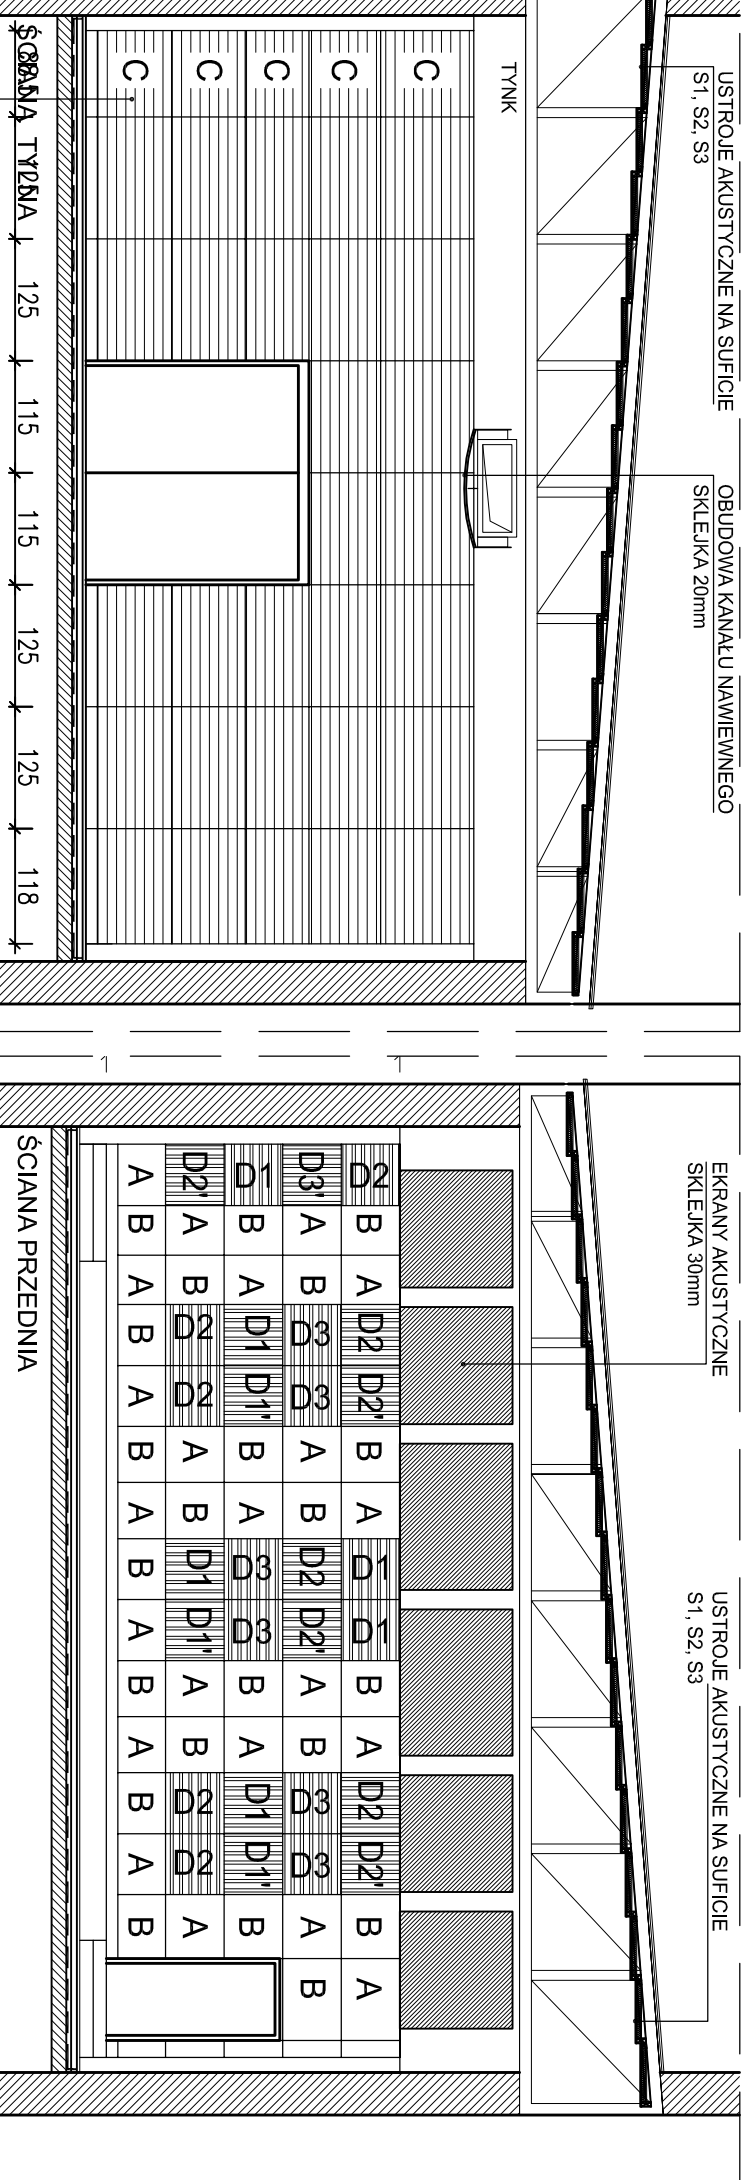 USTROJE AKUSTYCZNE NA SUFICIE
S1, S2, S3
OBUDOWA KANAŁU NAWIEWNEGO
SKLEJKA 20mm
TYNK
C
C
C
C
C
ŚCIANA TYLNA
125 125 115 115 125 125 118
EKRANY AKUSTYCZNE
SKLEJKA 30mm
USTROJE AKUSTYCZNE NA SUFICIE
S1, S2, S3
D2 B A D2 D2' B A D1 D1 B A D2 D2' B A
D3' A B D3 D3 A B D2 D2' A B D3 D3 A B
D1 B A D1 D1' B A D3 D3 B A D1 D1' B
D2' A B D2 D2 A B D1 D1' A B D2 D2 A
A B A B A B A B A B A B A B
ŚCIANA PRZEDNIA